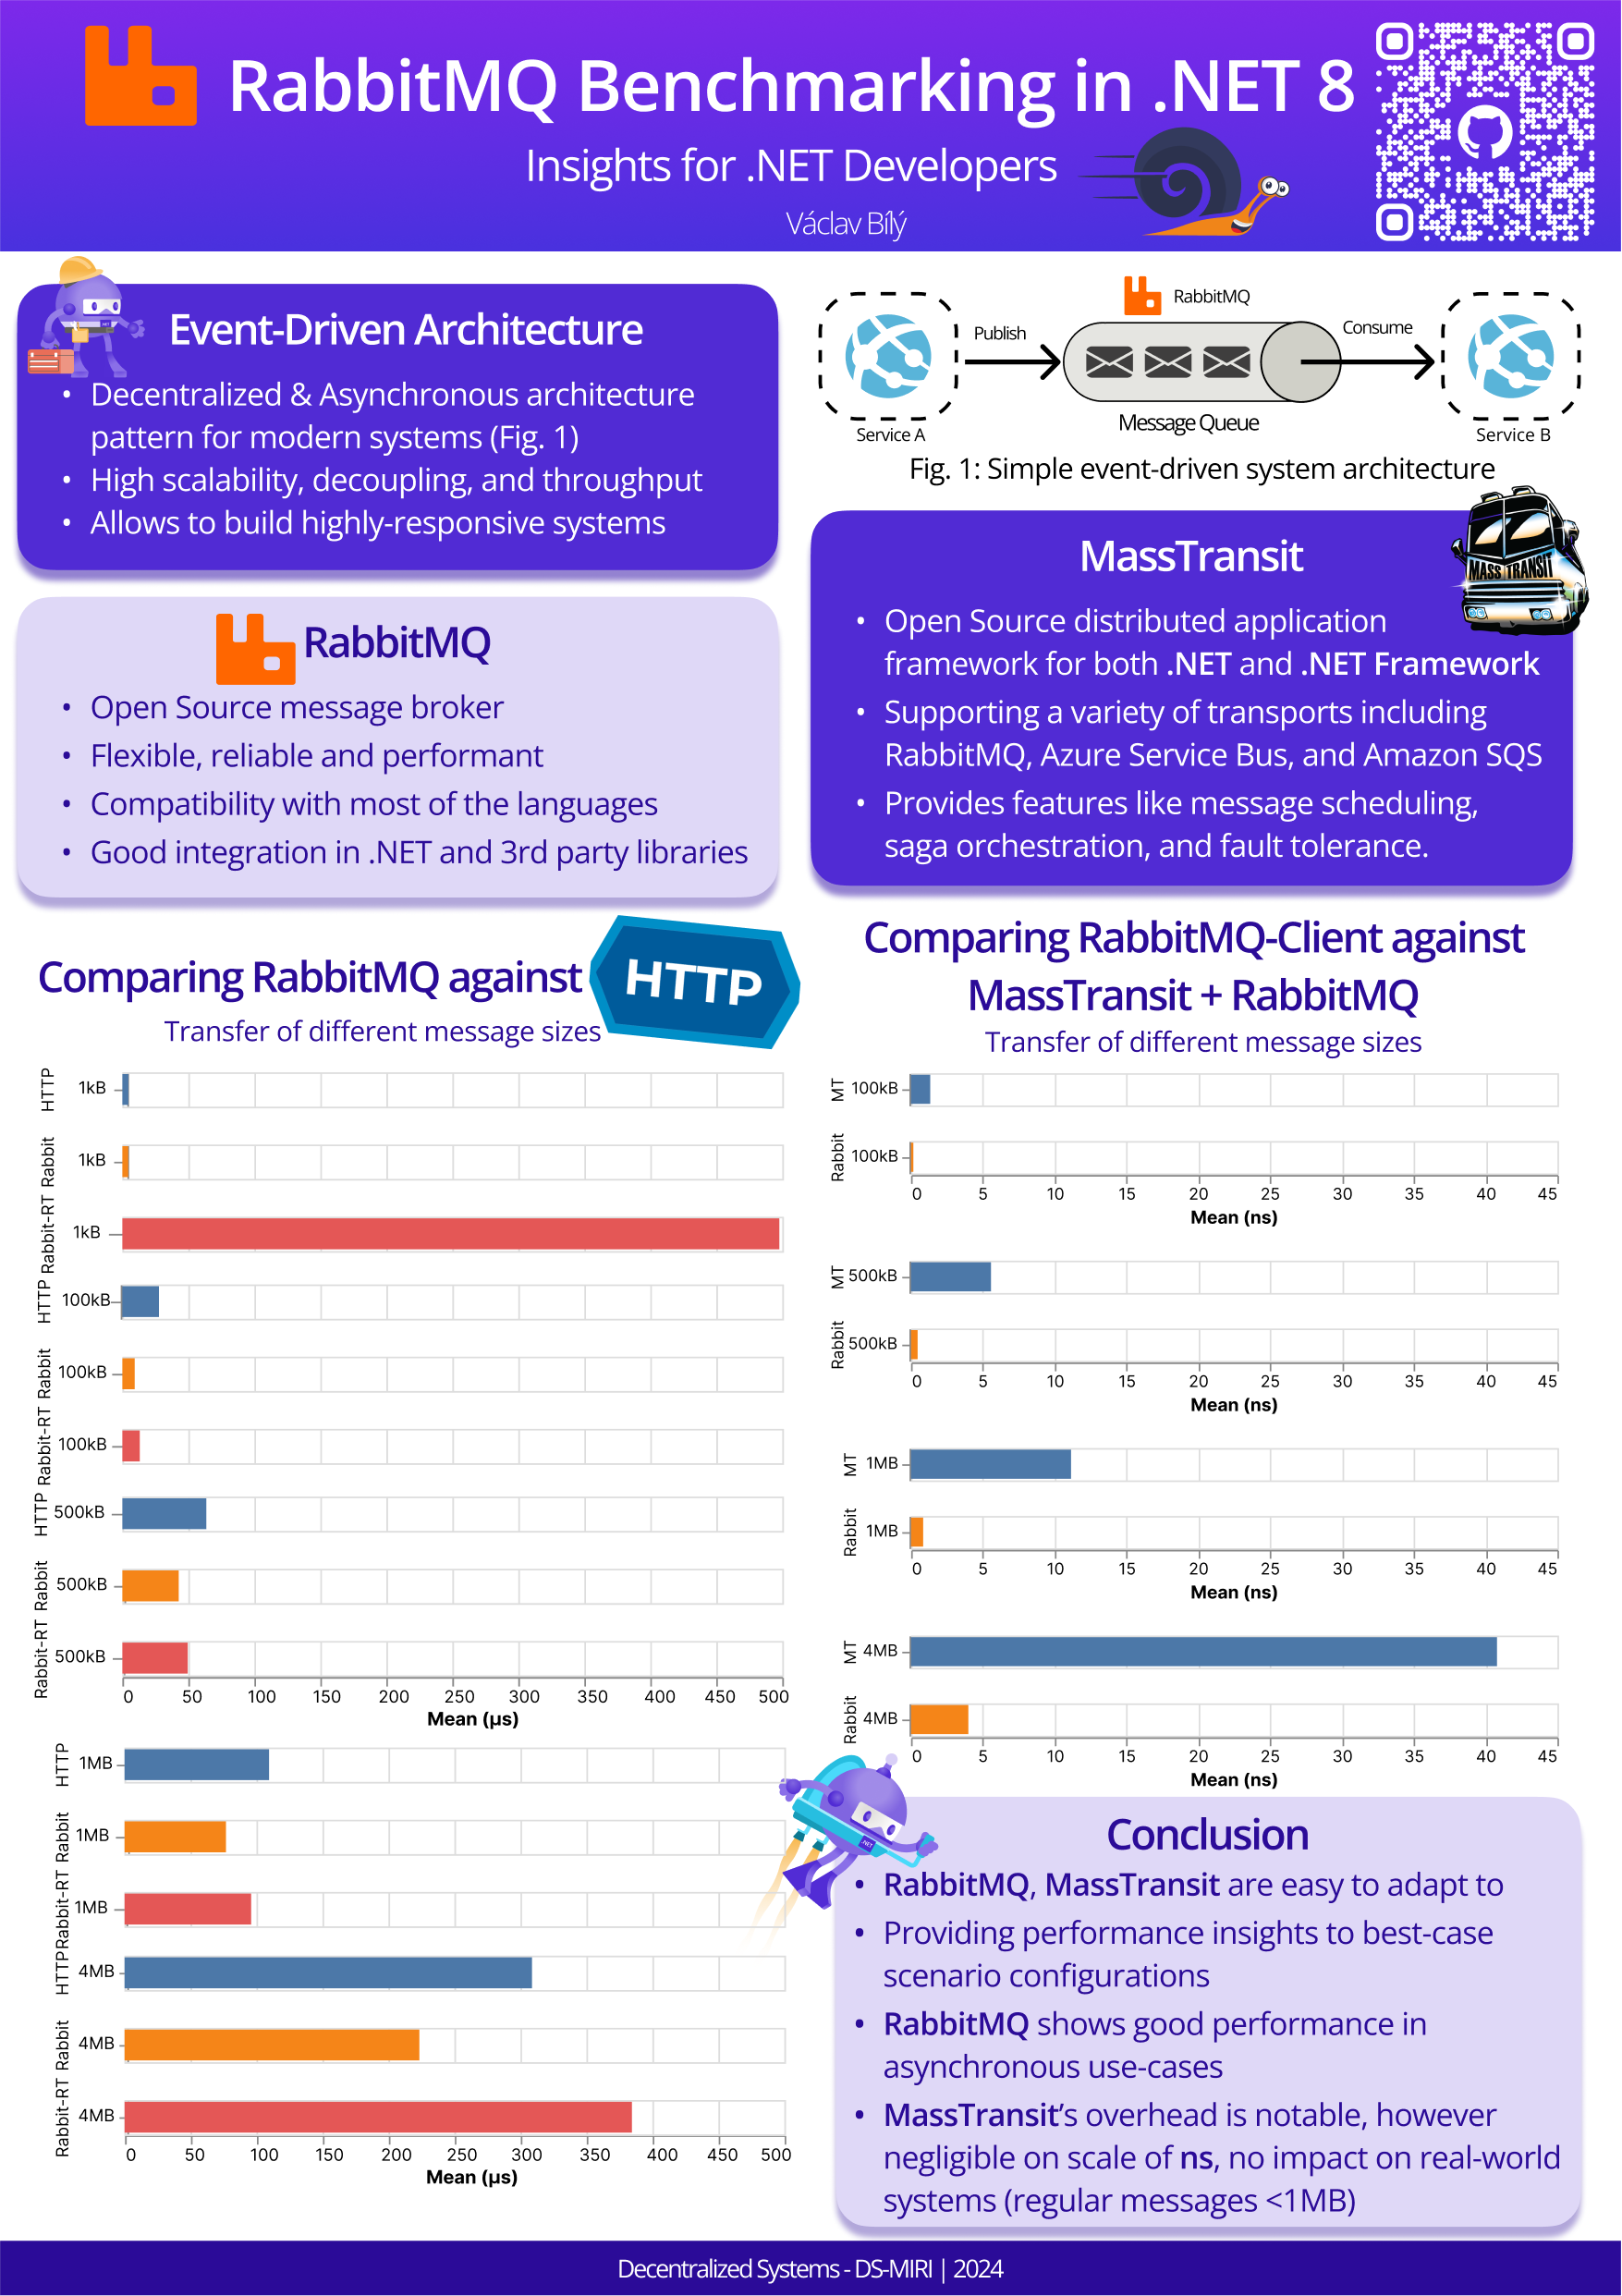 RabbitMQ Benchmarking in .NET 8
Insights for .NET Developers
Václav Bílý
Event-Driven Architecture
• Decentralized & Asynchronous architecture
pattern for modern systems (Fig. 1)
• High scalability, decoupling, and throughput
• Allows to build highly-responsive systems
RabbitMQ
Publish
Consume
Message Queue
Service A
Service B
Fig. 1: Simple event-driven system architecture
RabbitMQ
• Open Source message broker
• Flexible, reliable and performant
• Compatibility with most of the languages
• Good integration in .NET and 3rd party libraries
MassTransit
MASS TRANSIT
• Open Source distributed application
framework for both .NET and .NET Framework
• Supporting a variety of transports including
RabbitMQ, Azure Service Bus, and Amazon SQS
• Provides features like message scheduling,
saga orchestration, and fault tolerance.
Comparing RabbitMQ against
HTTP
Transfer of different message sizes
HTTP 1kB
Rabbit 1kB
Rabbit-RT 1kB
HTTP 100kB
Rabbit 100kB
Rabbit-RT 100kB
HTTP 500kB
Rabbit 500kB
Rabbit-RT 500kB
0 50 100 150 200 250 300 350 400 450 500
Mean (µs)
HTTP 1MB
Rabbit 1MB
Rabbit-RT 1MB
HTTP 4MB
Rabbit 4MB
Rabbit-RT 4MB
0 50 100 150 200 250 300 350 400 450 500
Mean (µs)
Comparing RabbitMQ-Client against
MassTransit + RabbitMQ
Transfer of different message sizes
MT 100kB
Rabbit 100kB
0 5 10 15 20 25 30 35 40 45
Mean (ns)
MT 500kB
Rabbit 500kB
0 5 10 15 20 25 30 35 40 45
Mean (ns)
MT 1MB
Rabbit 1MB
0 5 10 15 20 25 30 35 40 45
Mean (ns)
MT 4MB
Rabbit 4MB
0 5 10 15 20 25 30 35 40 45
Mean (ns)
.NET
Conclusion
• RabbitMQ, MassTransit are easy to adapt to
• Providing performance insights to best-case
scenario configurations
• RabbitMQ shows good performance in
asynchronous use-cases
• MassTransit's overhead is notable, however
negligible on scale of ns, no impact on real-world
systems (regular messages <1MB)
Decentralized Systems - DS-MIRI | 2024